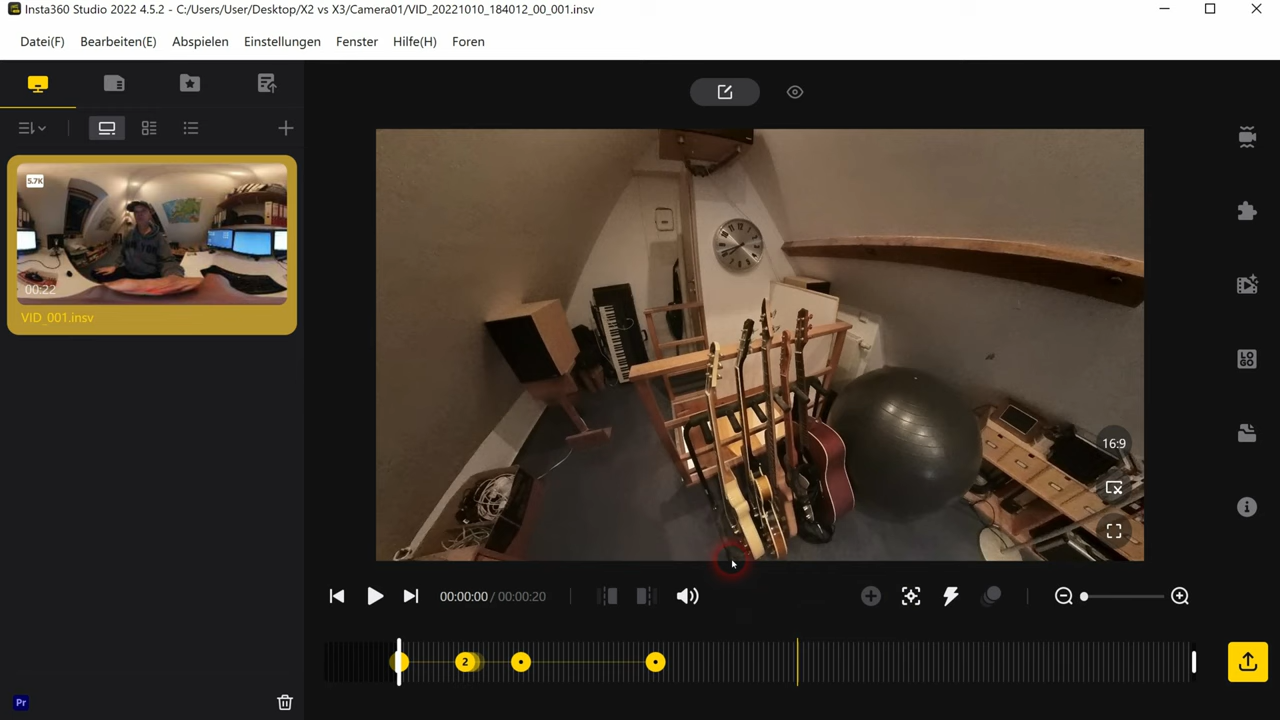 Insta360 Studio 2022 4.5.2 - C:/Users/User/Desktop/X2 vs X3/Camera01/VID_20221010_184012_00_001.insv
Datei(F) Bearbeiten(E) Abspielen Einstellungen Fenster Hilfe(H) Foren
5.7K
00:22
VID_001.insv
16:9
LOGO
00:00:00 / 00:00:20
2
Pr